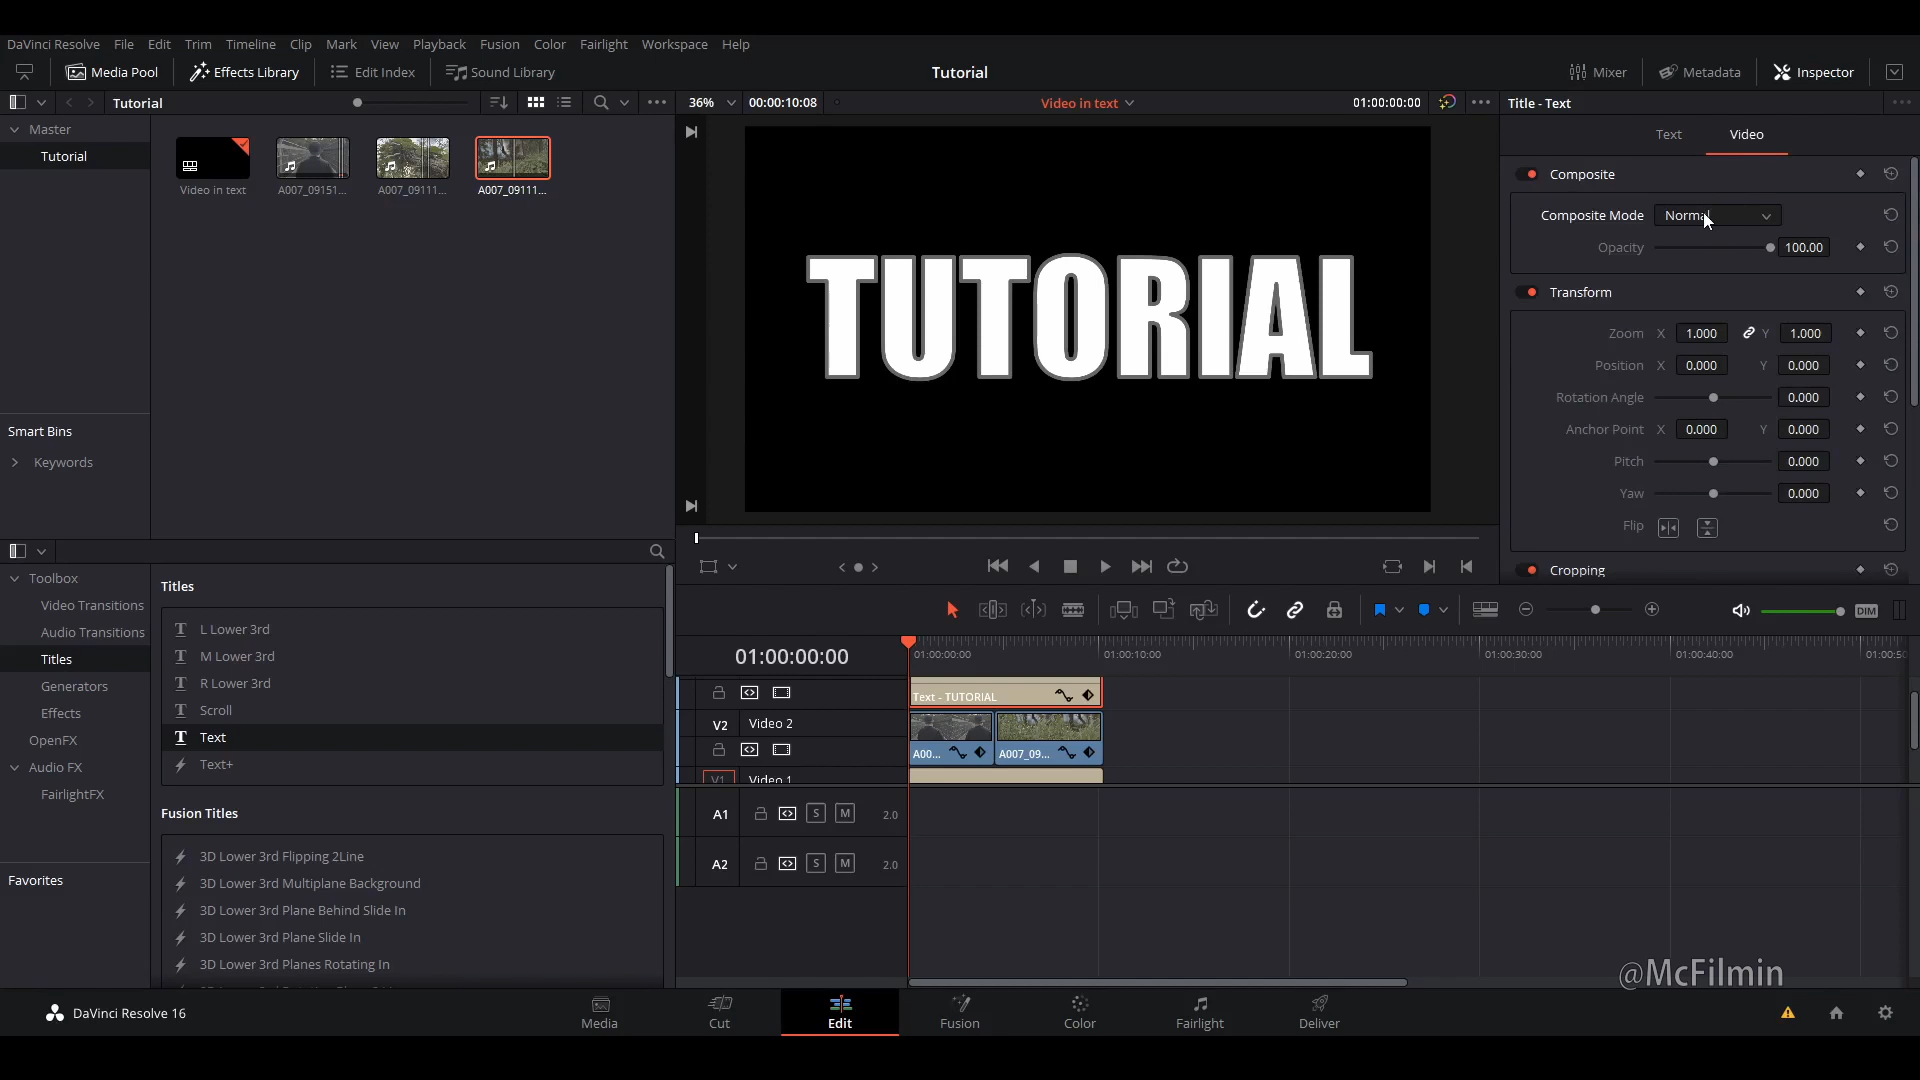 DaVinci Resolve File Edit Trim Timeline Clip Mark View Playback Fusion Color Fairlight Workspace Help
Media Pool Effects Library Edit Index Sound Library Tutorial Mixer Metadata Inspector
Tutorial 36% 00:00:10:08 Video in text 01:00:00:00 Title - Text
Master
Tutorial
Video in text A007_09151... A007_09111... A007_09111...
Smart Bins
Keywords
TUTORIAL
Text Video
Composite
Composite Mode Normal
Opacity 100.00
Transform
Zoom X 1.000 Y 1.000
Position X 0.000 Y 0.000
Rotation Angle 0.000
Anchor Point X 0.000 Y 0.000
Pitch 0.000
Yaw 0.000
Flip
Cropping
Toolbox
Video Transitions
Audio Transitions
Titles
Generators
Effects
OpenFX
Audio FX
FairlightFX
Favorites
Titles
L Lower 3rd
M Lower 3rd
R Lower 3rd
Scroll
Text
Text+
Fusion Titles
3D Lower 3rd Flipping 2Line
3D Lower 3rd Multiplane Background
3D Lower 3rd Plane Behind Slide In
3D Lower 3rd Plane Slide In
3D Lower 3rd Planes Rotating In
DIM
01:00:00:00 01:00:00:00 01:00:10:00 01:00:20:00 01:00:30:00 01:00:40:00 01:00:50
Text - TUTORIAL
V2 Video 2
A00... A007_09...
V1 Video 1
A1 S M 2.0
A2 S M 2.0
@McFilmin
DaVinci Resolve 16 Media Cut Edit Fusion Color Fairlight Deliver